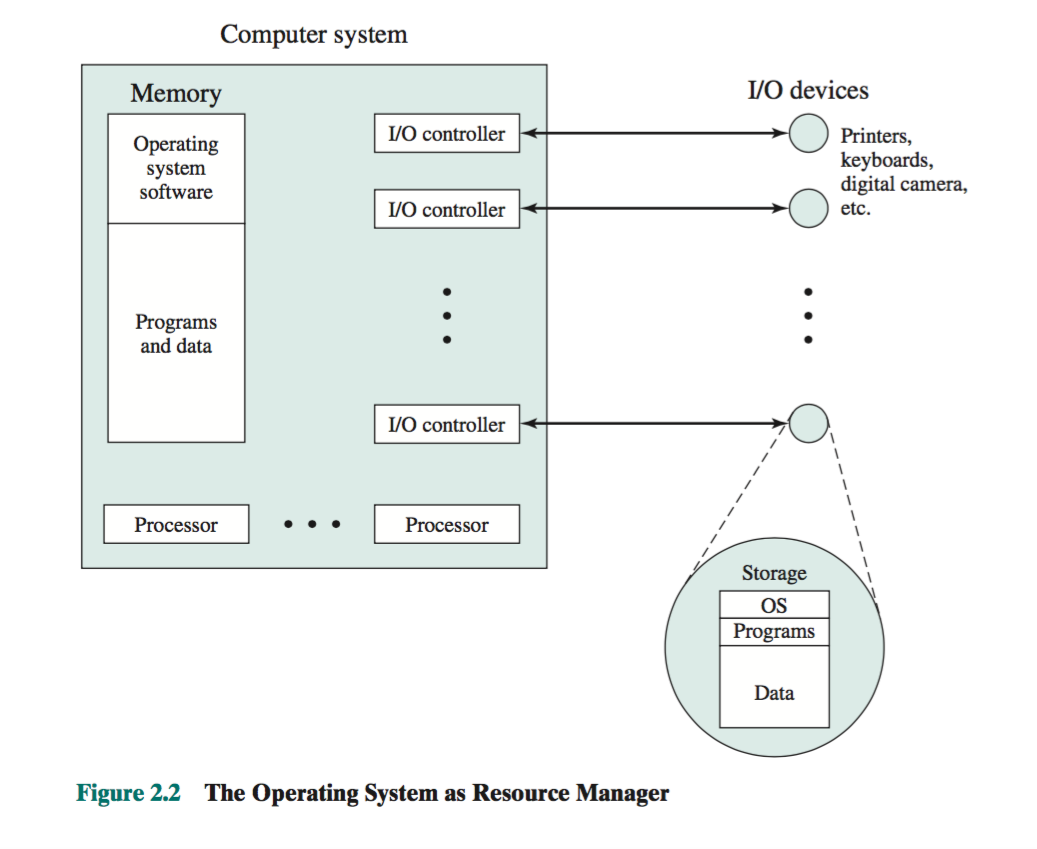 Computer system
Memory
Operating
system
software
Programs
and data
I/O controller
I/O controller
I/O controller
Processor
Processor
I/O devices
Printers,
keyboards,
digital camera,
etc.
Storage
OS
Programs
Data
Figure 2.2 The Operating System as Resource Manager